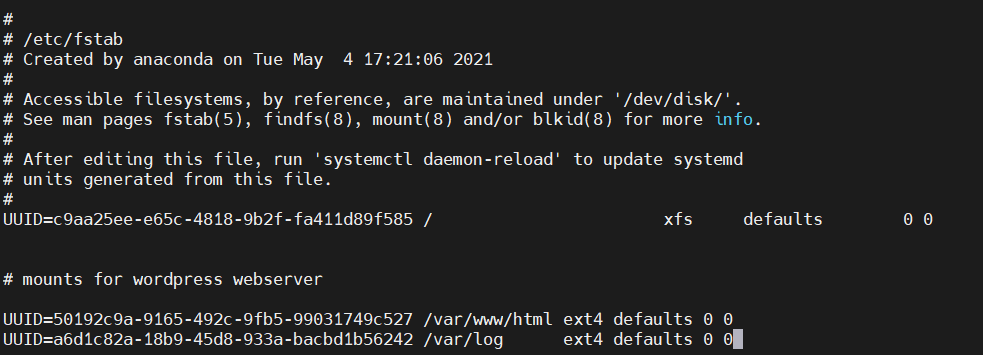 #
# /etc/fstab
# Created by anaconda on Tue May  4 17:21:06 2021
#
# Accessible filesystems, by reference, are maintained under '/dev/disk/'.
# See man pages fstab(5), findfs(8), mount(8) and/or blkid(8) for more info.
#
# After editing this file, run 'systemctl daemon-reload' to update systemd
# units generated from this file.
#
UUID=c9aa25ee-e65c-4818-9b2f-fa411d89f585 /                       xfs     defaults        0 0
# mounts for wordpress webserver
UUID=50192c9a-9165-492c-9fb5-99031749c527 /var/www/html ext4 defaults 0 0
UUID=a6d1c82a-18b9-45d8-933a-bacbd1b56242 /var/log      ext4 defaults 0 0